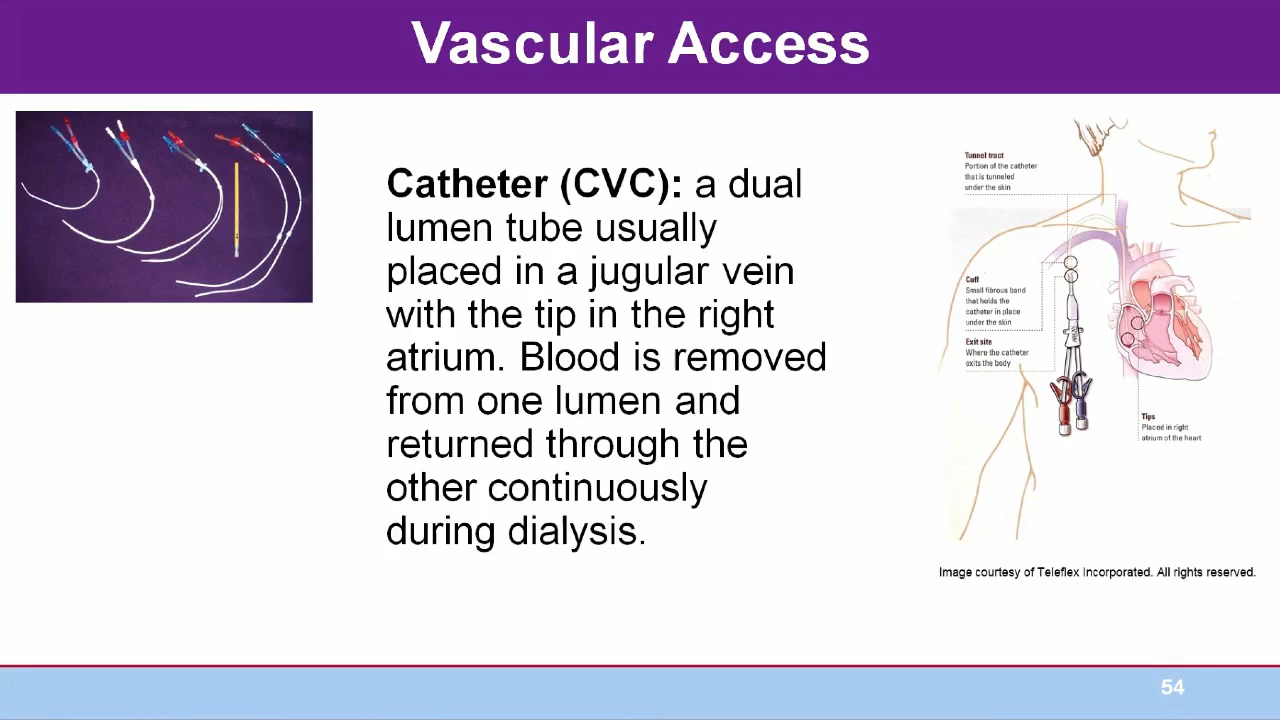 Vascular Access
Catheter (CVC): a dual
lumen tube usually
placed in a jugular vein
with the tip in the right
atrium. Blood is removed
from one lumen and
returned through the
other continuously
during dialysis.
Tunnel tract
Portion of the catheter
that is tunneled
under the skin
Cuff
Small fibrous band
that holds the
catheter in place
under the skin
Exit site
Where the catheter
exits the body
Tips
Placed in right
atrium of the heart
Image courtesy of Teleflex Incorporated. All rights reserved.
54